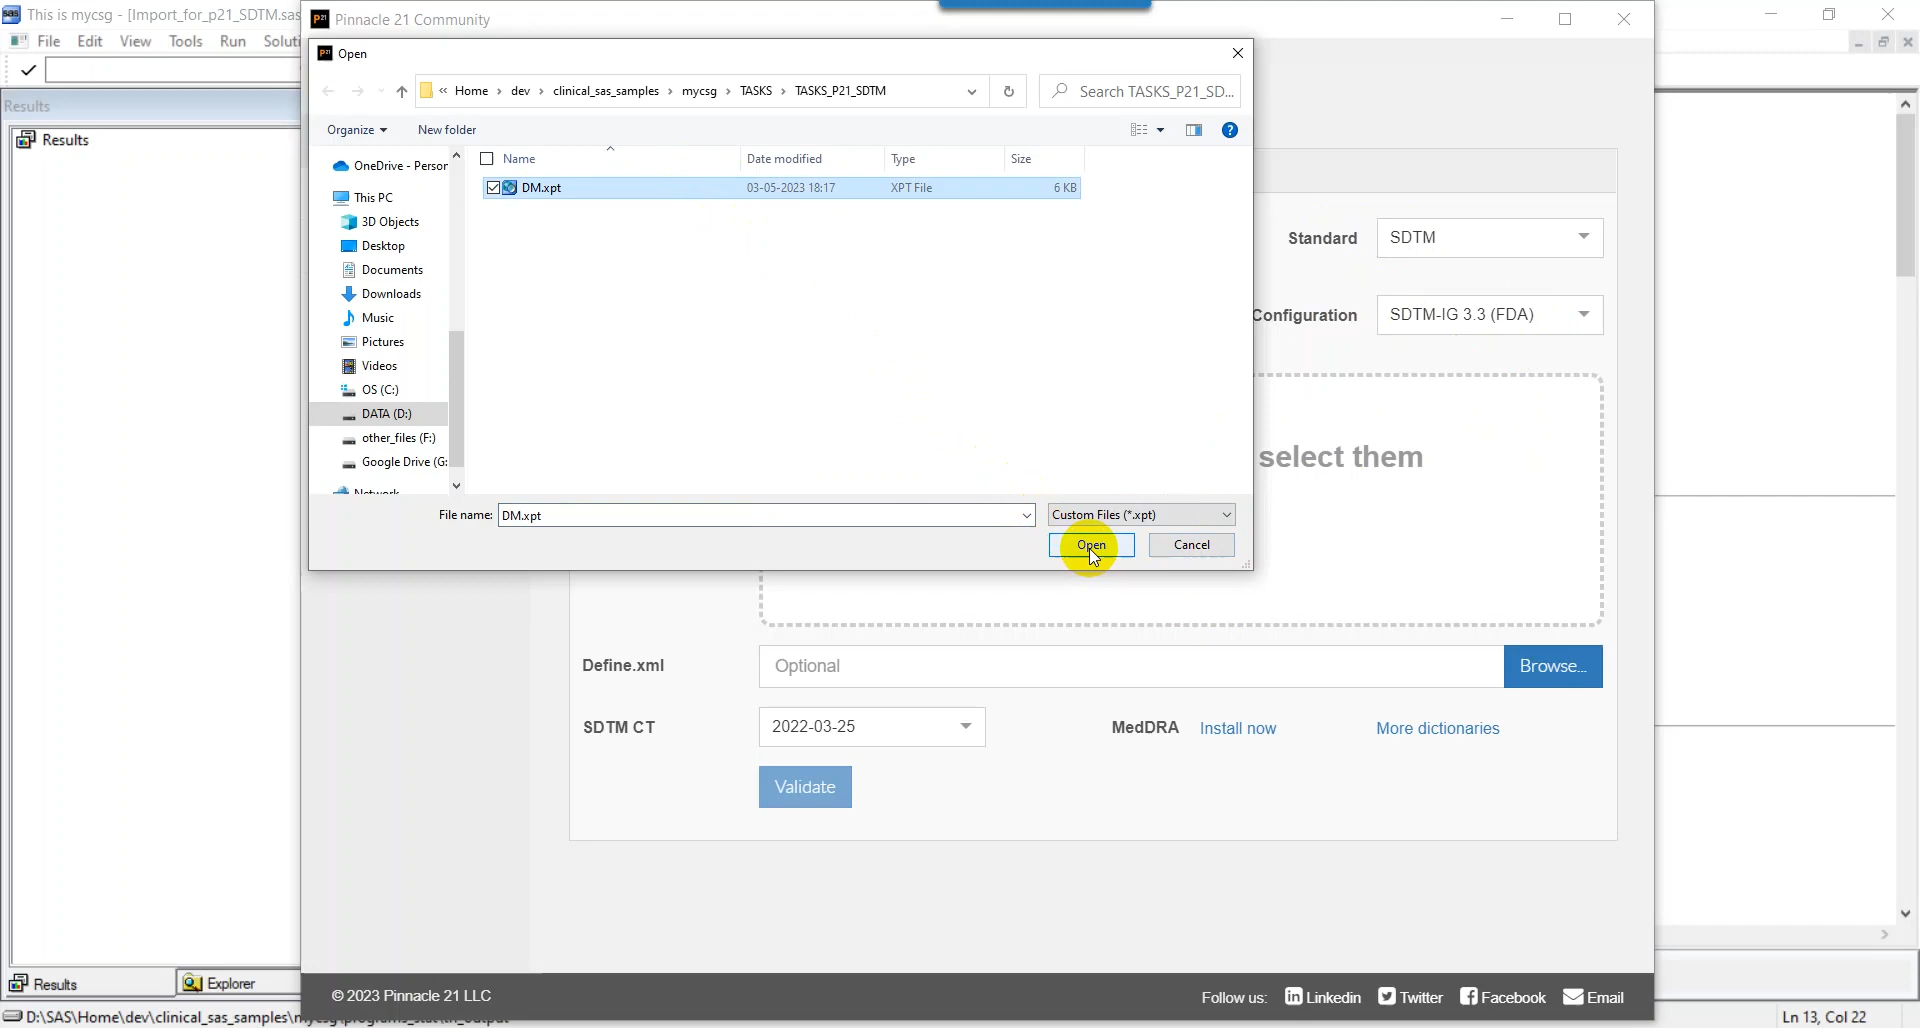 This is mycsg - [Import_for_p21_SDTM.sas
File Edit View Tools Run Soluti
Results
Results
Results
Explorer
D:\SAS\Home\dev\clinical_sas_samples\
Ln 13, Col 22
Pinnacle 21 Community
Open
« Home › dev › clinical_sas_samples › mycsg › TASKS › TASKS_P21_SDTM
Search TASKS_P21_SD...
Organize New folder
OneDrive - Person
This PC
3D Objects
Desktop
Documents
Downloads
Music
Pictures
Videos
OS (C:)
DATA (D:)
other_files (F:)
Google Drive (G:
Network
Name Date modified Type Size
DM.xpt 03-05-2023 18:17 XPT File 6 KB
File name: DM.xpt Custom Files (*.xpt)
Open Cancel
Standard SDTM
Configuration SDTM-IG 3.3 (FDA)
select them
Define.xml Optional Browse...
SDTM CT 2022-03-25 MedDRA Install now More dictionaries
Validate
© 2023 Pinnacle 21 LLC
Follow us: Linkedin Twitter Facebook Email